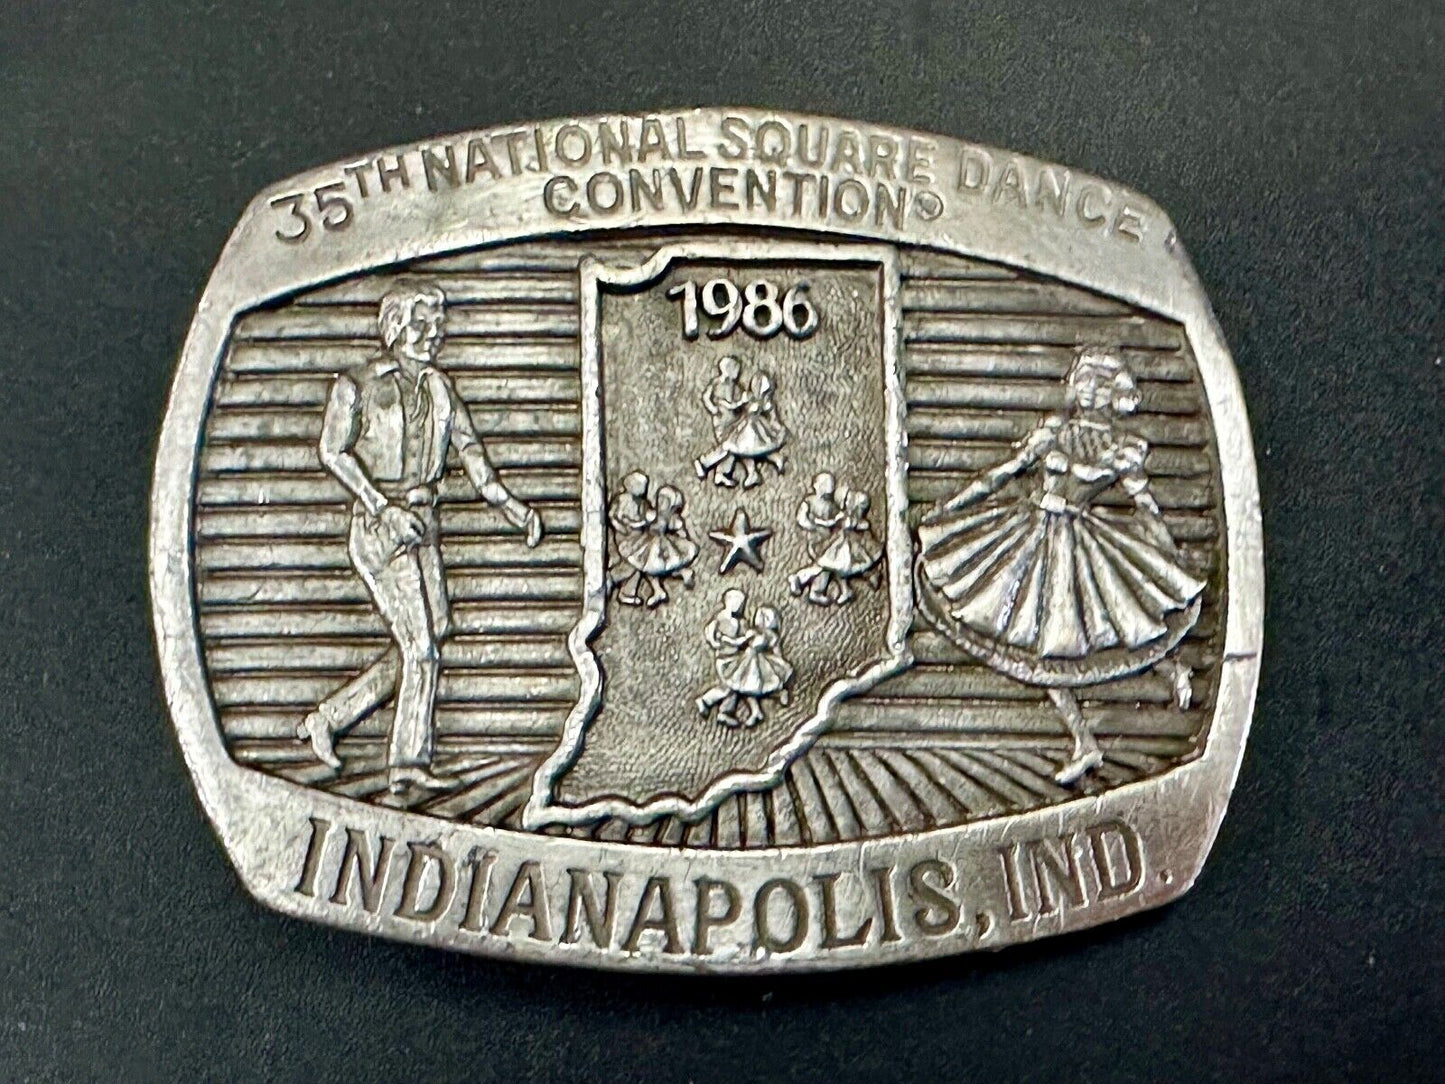 35TH NATIONAL SQUARE DANCE
CONVENTION®
1986
INDIANAPOLIS, IND.